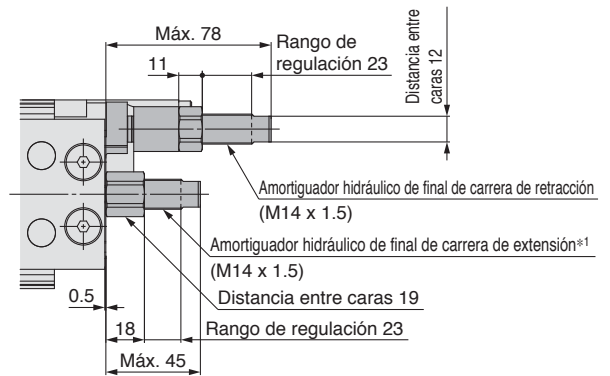 Máx. 78
Rango de
regulación 23
11
Distancia entre
caras 12
Amortiguador hidráulico de final de carrera de retracción
(M14 x 1.5)
Amortiguador hidráulico de final de carrera de extensión*1
(M14 x 1.5)
Distancia entre caras 19
0.5
18
Rango de regulación 23
Máx. 45